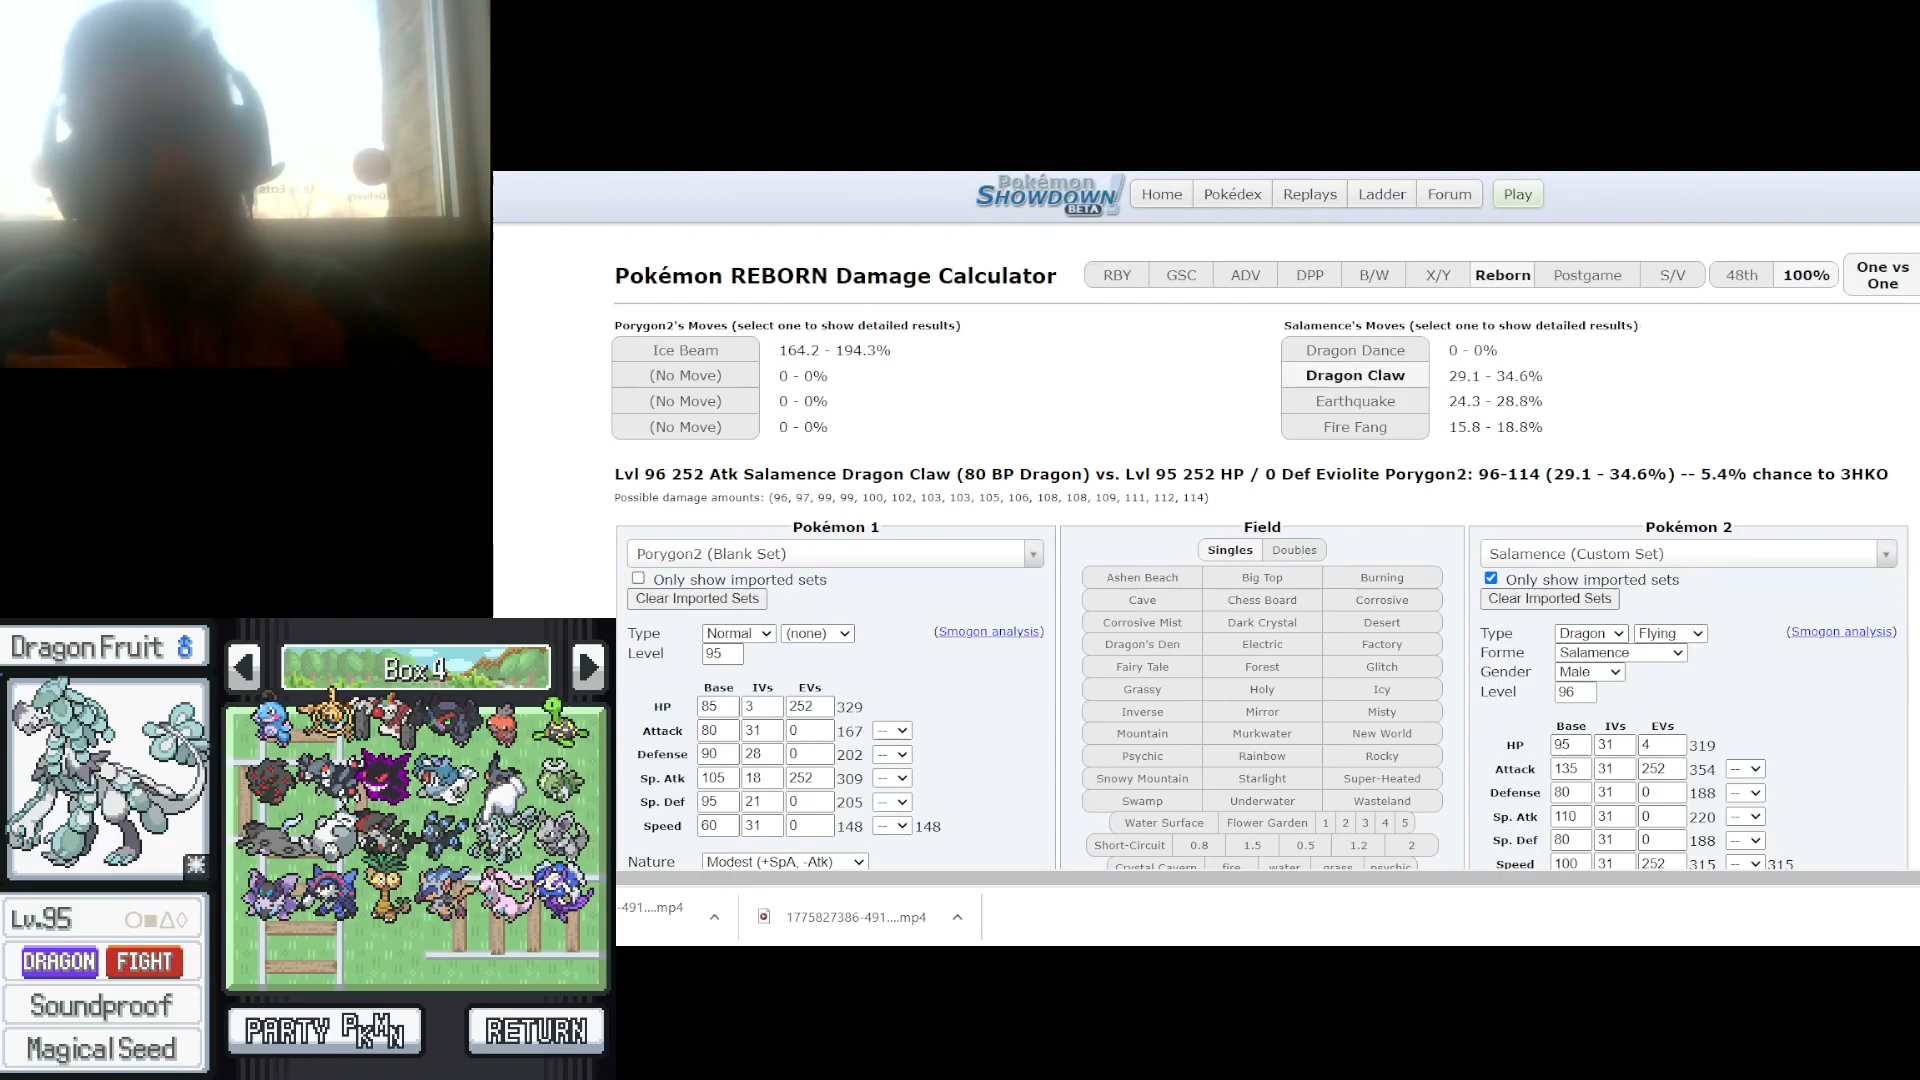 Pokémon
SHOWDOWN!
BETA
Home
Pokédex
Replays
Ladder
Forum
Play
Pokémon REBORN Damage Calculator
RBY
GSC
ADV
DPP
B/W
X/Y
Reborn
Postgame
S/V
48th
100%
One vs
One
Porygon2's Moves (select one to show detailed results)
Ice Beam 164.2 - 194.3%
(No Move) 0 - 0%
(No Move) 0 - 0%
(No Move) 0 - 0%
Salamence's Moves (select one to show detailed results)
Dragon Dance 0 - 0%
Dragon Claw 29.1 - 34.6%
Earthquake 24.3 - 28.8%
Fire Fang 15.8 - 18.8%
Lvl 96 252 Atk Salamence Dragon Claw (80 BP Dragon) vs. Lvl 95 252 HP / 0 Def Eviolite Porygon2: 96-114 (29.1 - 34.6%) -- 5.4% chance to 3HKO
Possible damage amounts: (96, 97, 99, 99, 100, 102, 103, 103, 105, 106, 108, 108, 109, 111, 112, 114)
Pokémon 1
Porygon2 (Blank Set)
Only show imported sets
Clear Imported Sets
Type Normal (none) (Smogon analysis)
Level 95
Base IVs EVs
HP 85 3 252 329
Attack 80 31 0 167 --
Defense 90 28 0 202 --
Sp. Atk 105 18 252 309 --
Sp. Def 95 21 0 205 --
Speed 60 31 0 148 -- 148
Nature Modest (+SpA, -Atk)
Field
Singles Doubles
Ashen Beach Big Top Burning
Cave Chess Board Corrosive
Corrosive Mist Dark Crystal Desert
Dragon's Den Electric Factory
Fairy Tale Forest Glitch
Grassy Holy Icy
Inverse Mirror Misty
Mountain Murkwater New World
Psychic Rainbow Rocky
Snowy Mountain Starlight Super-Heated
Swamp Underwater Wasteland
Water Surface Flower Garden 1 2 3 4 5
Short-Circuit 0.8 1.5 0.5 1.2 2
Crystal Cavern fire water grass psychic
Pokémon 2
Salamence (Custom Set)
Only show imported sets
Clear Imported Sets
Type Dragon Flying (Smogon analysis)
Forme Salamence
Gender Male
Level 96
Base IVs EVs
HP 95 31 4 319
Attack 135 31 252 354 --
Defense 80 31 0 188 --
Sp. Atk 110 31 0 220 --
Sp. Def 80 31 0 188 --
Speed 100 31 252 315 -- 315
-491....mp4
1775827386-491....mp4
Dragon Fruit
Box 4
Lv.95
DRAGON FIGHT
Soundproof
Magical Seed
PARTY PKMN
RETURN